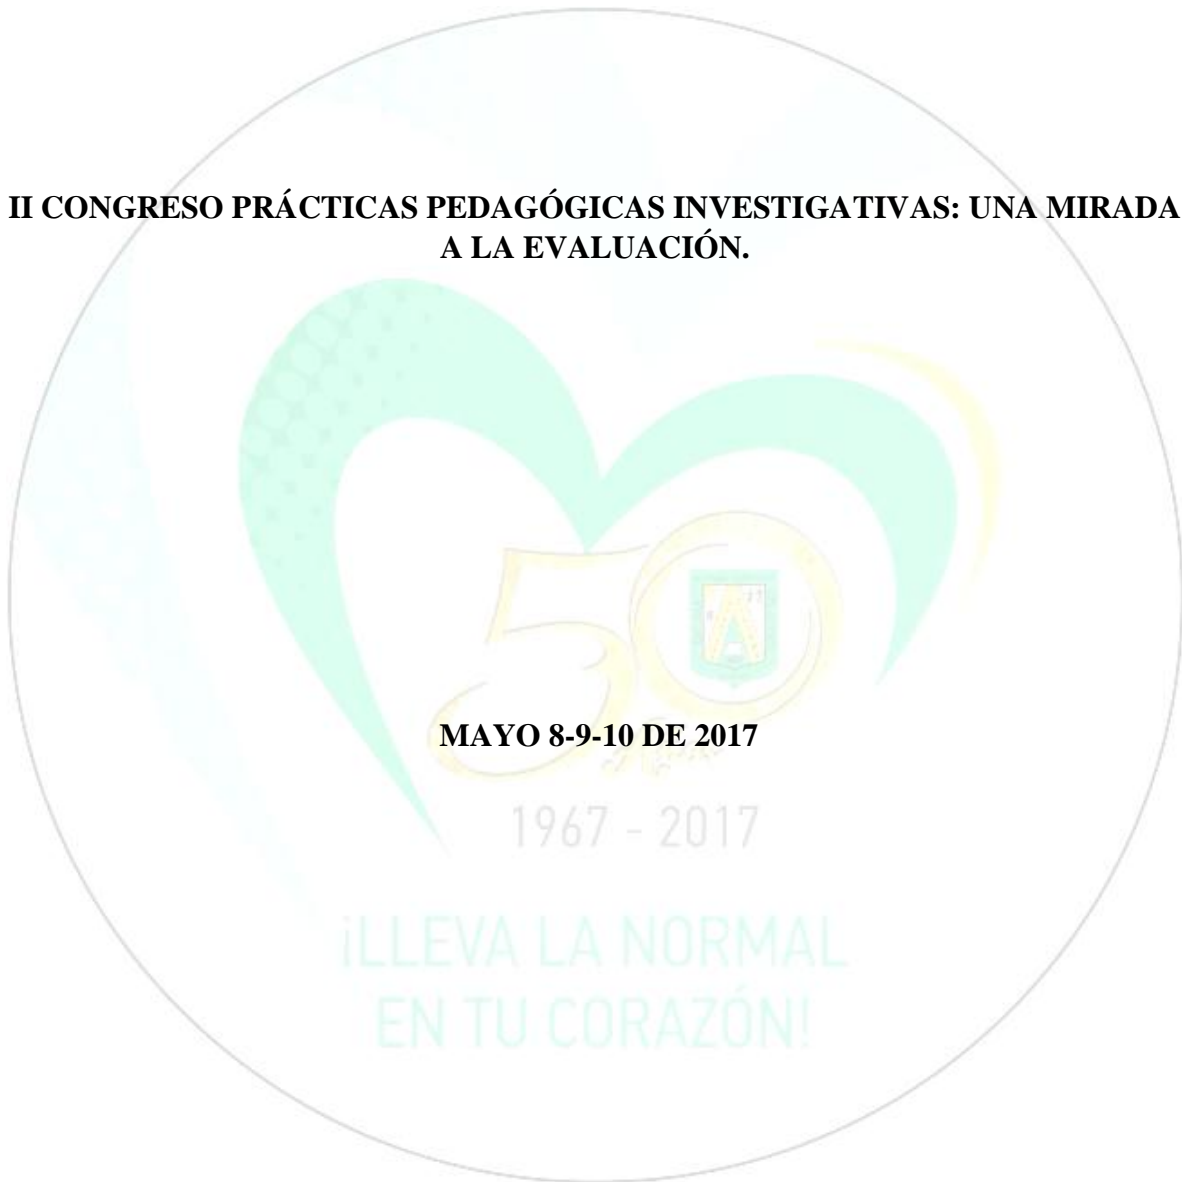 II CONGRESO PRÁCTICAS PEDAGÓGICAS INVESTIGATIVAS: UNA MIRADA
A LA EVALUACIÓN.
50
MAYO 8-9-10 DE 2017
1967 - 2017
¡LLEVA LA NORMAL
EN TU CORAZÓN!